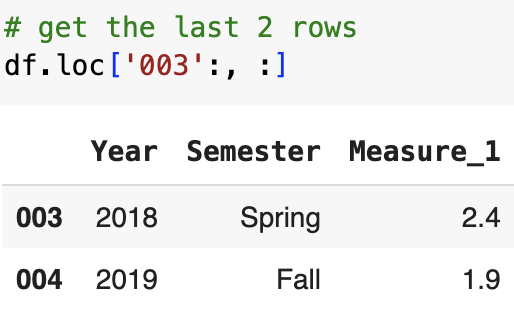 # get the last 2 rows
df.loc['003':, :]
Year Semester Measure_1
003 2018 Spring 2.4
004 2019 Fall 1.9